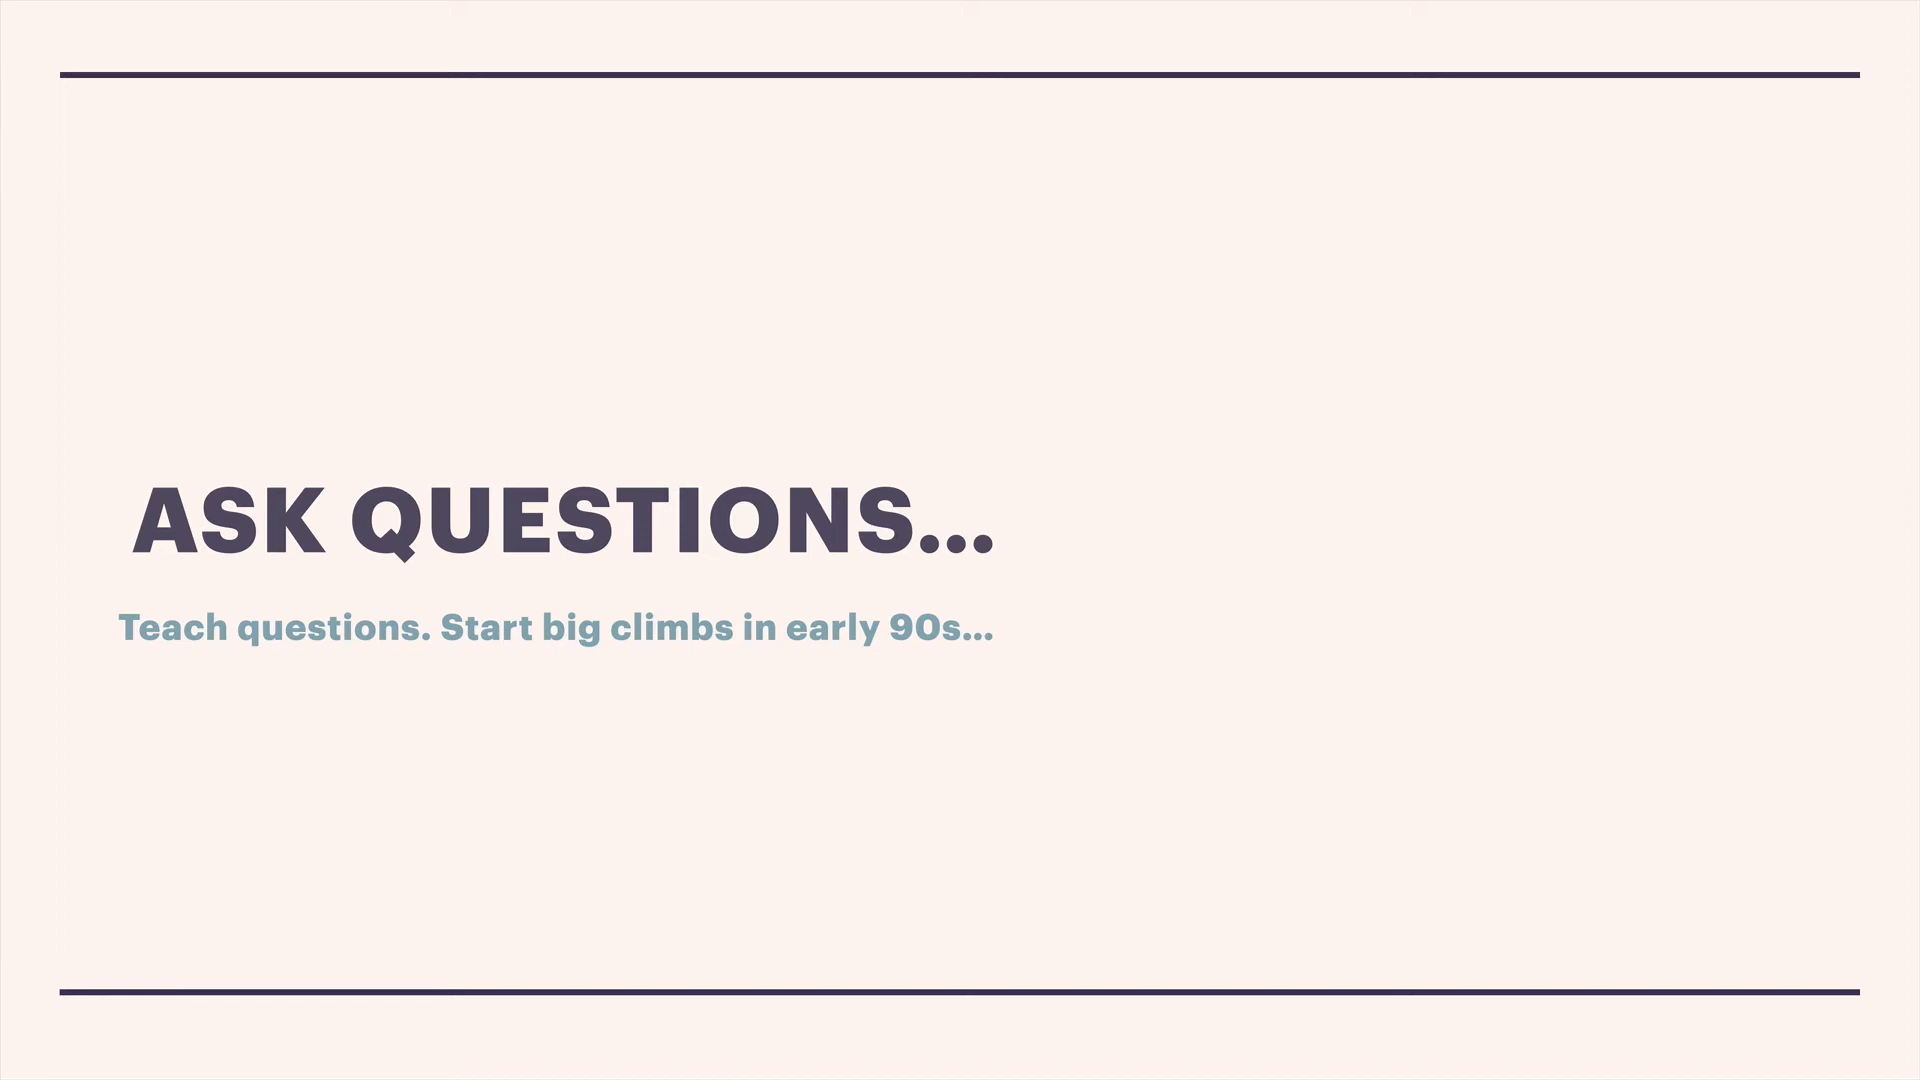 ASK QUESTIONS...
Teach questions. Start big climbs in early 90s...